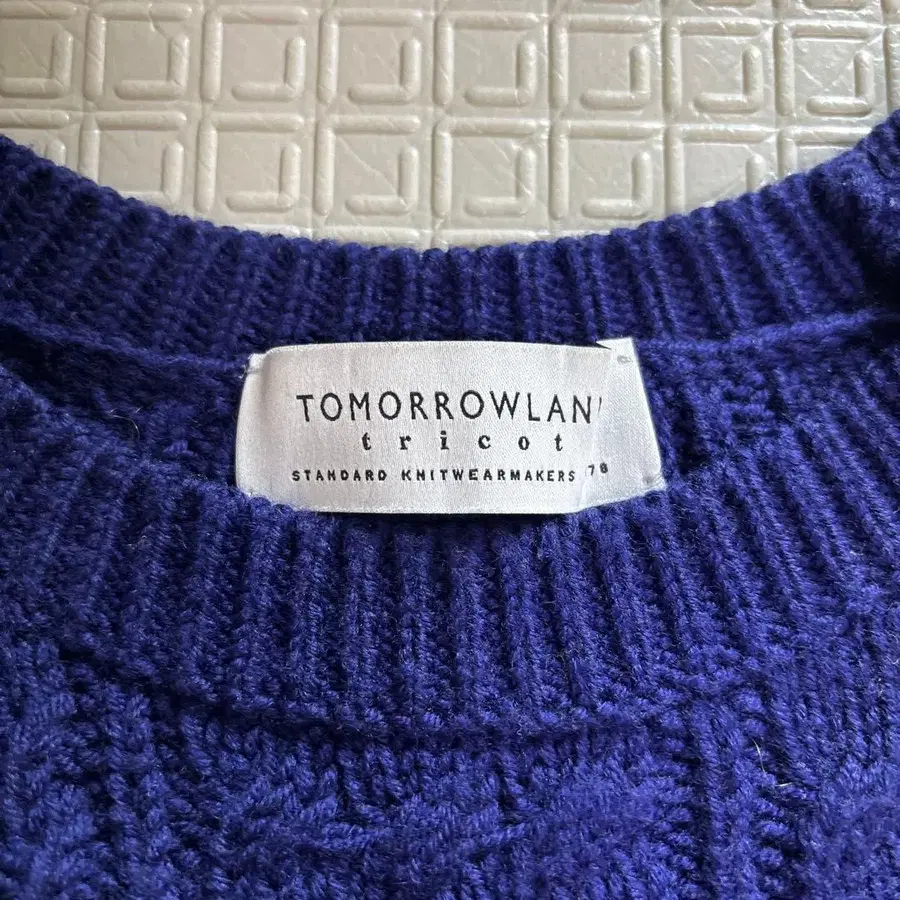 TOMORROWLAN
tricot
STANDARD KNITWEARMAKERS '78